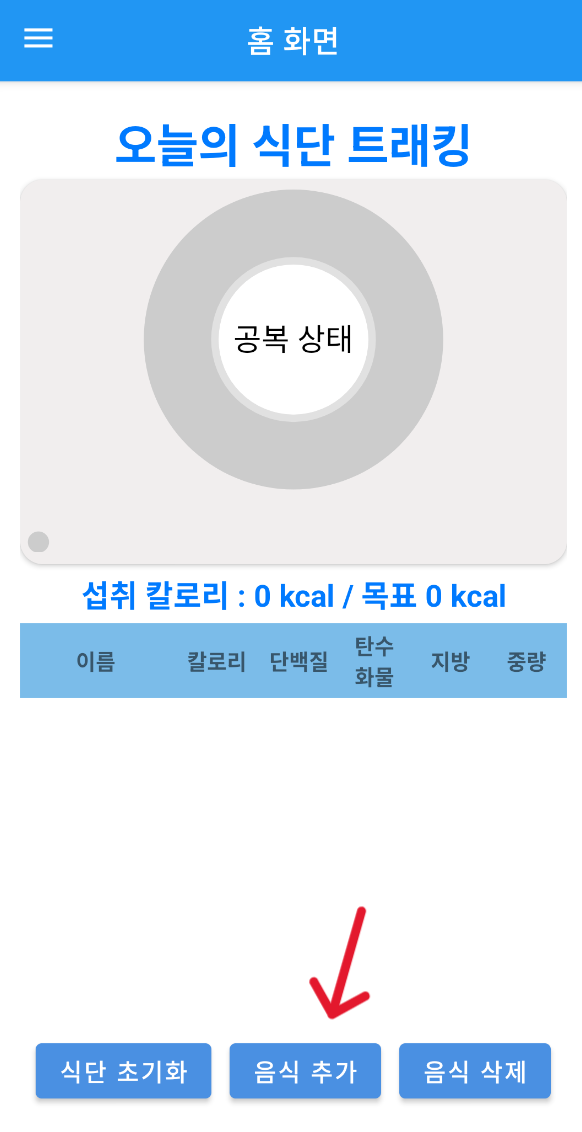 홈 화면
오늘의 식단 트래킹
공복 상태
섭취 칼로리 : 0 kcal / 목표 0 kcal
이름 칼로리 단백질 탄수화물 지방 중량
식단 초기화 음식 추가 음식 삭제